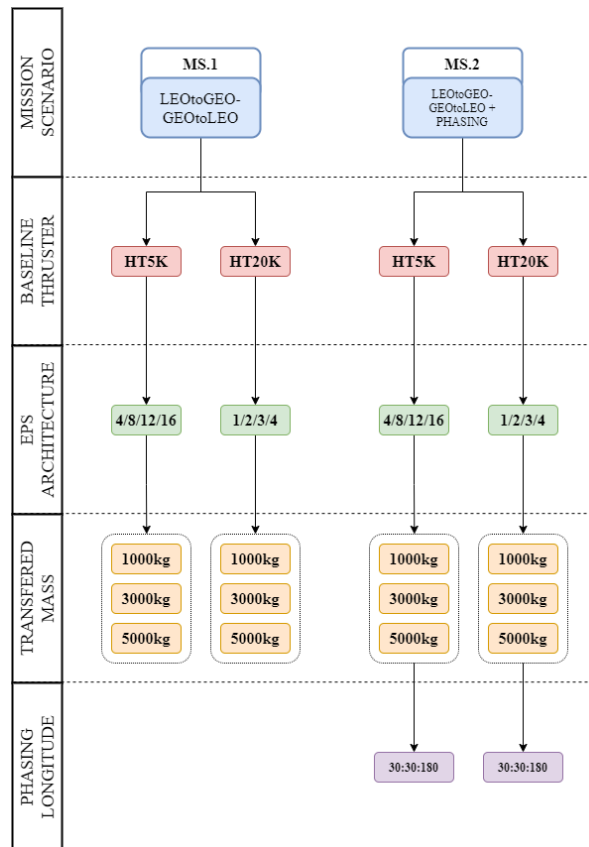 MISSION
SCENARIO
MS.1
LEOtoGEO-
GEOtoLEO
MS.2
LEOtoGEO-
GEOtoLEO +
PHASING
BASELINE
THRUSTER
HT5K
HT20K
HT5K
HT20K
EPS
ARCHITECTURE
4/8/12/16
1/2/3/4
4/8/12/16
1/2/3/4
TRANSFERED
MASS
1000kg
3000kg
5000kg
1000kg
3000kg
5000kg
1000kg
3000kg
5000kg
1000kg
3000kg
5000kg
PHASING
LONGITUDE
30:30:180
30:30:180